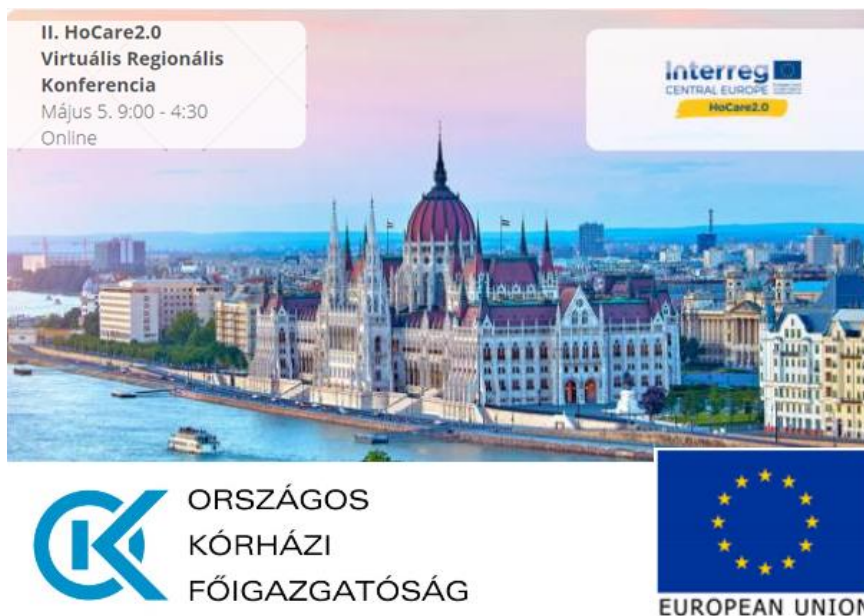 II. HoCare2.0
Virtuális Regionális
Konferencia
Május 5. 9:00 - 4:30
Online
Interreg
CENTRAL EUROPE
HoCare2.0
ORSZÁGOS
KÓRHÁZI
FŐIGAZGATÓSÁG
EUROPEAN UNION